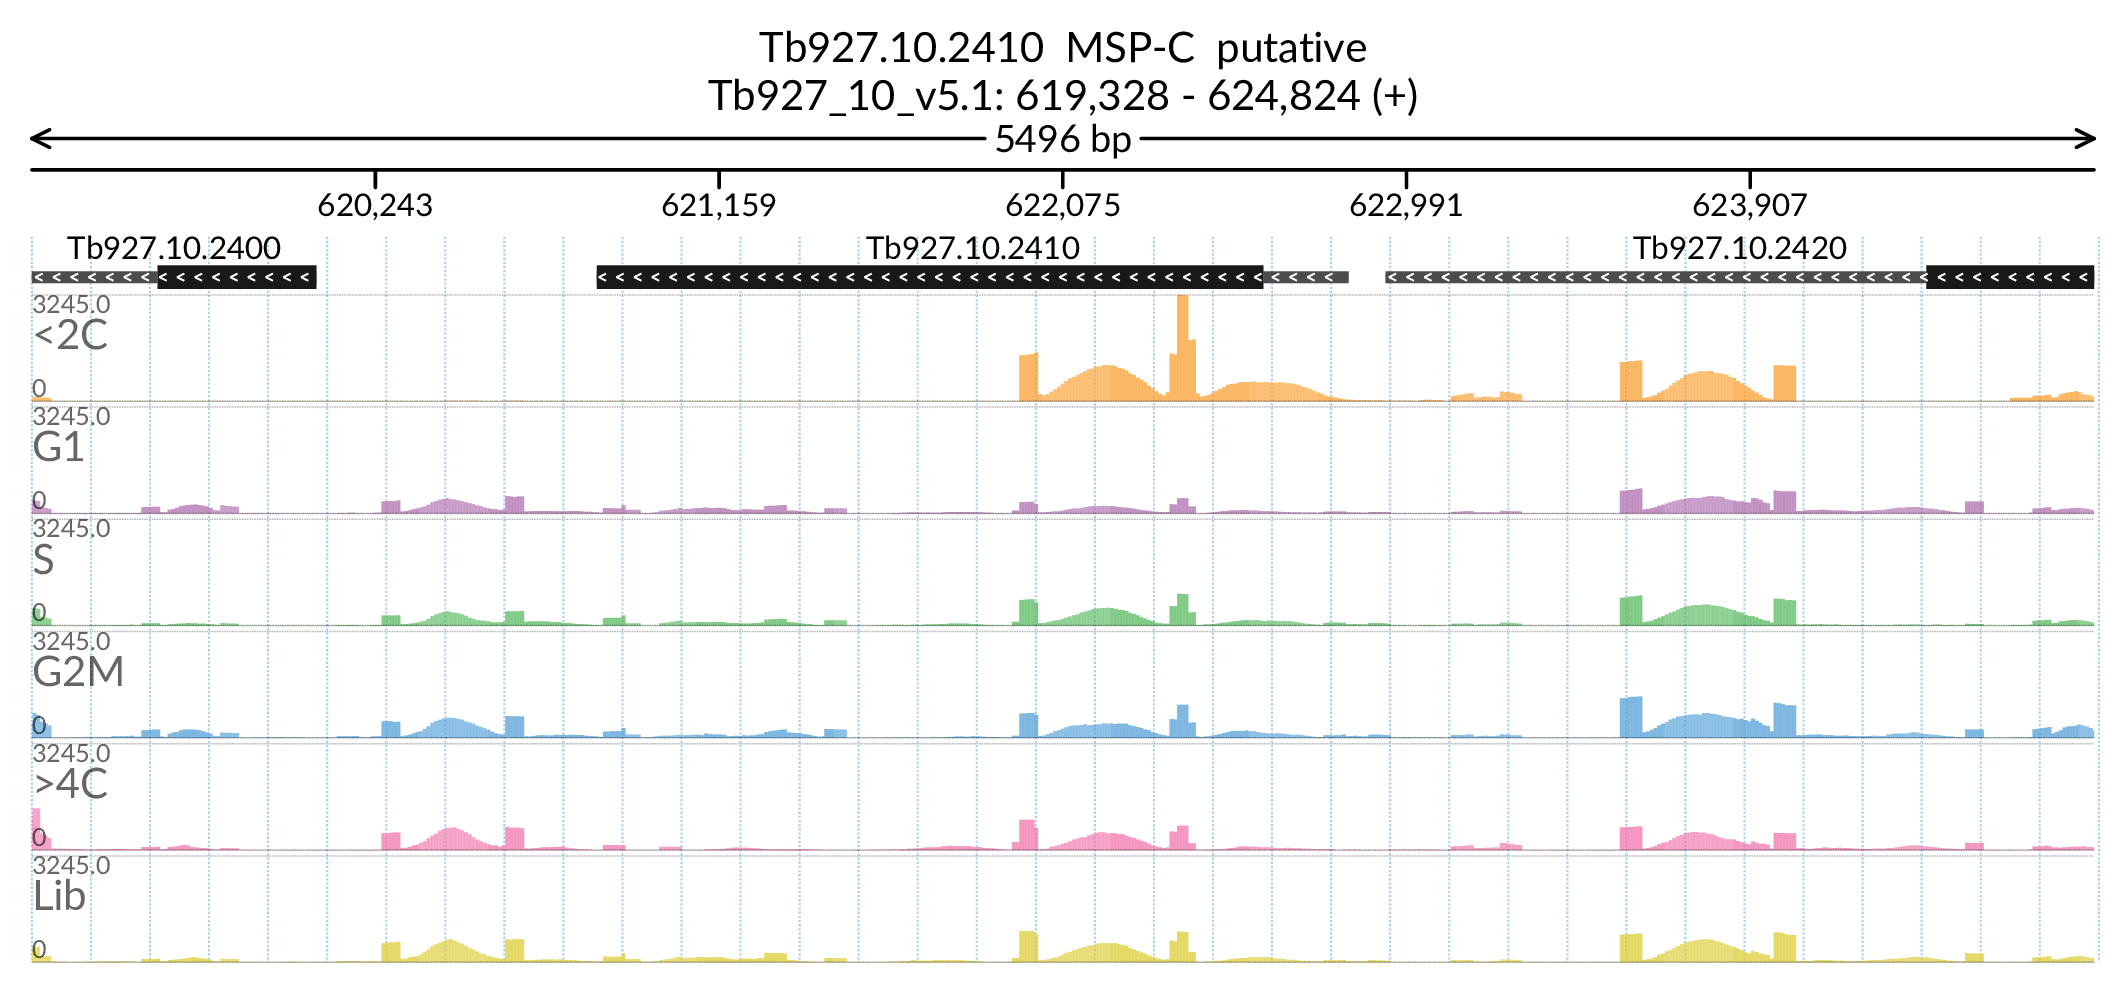 Tb927.10.2410 MSP-C putative
Tb927_10_v5.1: 619,328 - 624,824 (+)
5496 bp
620,243 621,159 622,075 622,991 623,907
Tb927.10.2400 Tb927.10.2410 Tb927.10.2420
3245.0
<2C
0
3245.0
G1
0
3245.0
S
0
3245.0
G2M
0
3245.0
>4C
0
3245.0
Lib
0